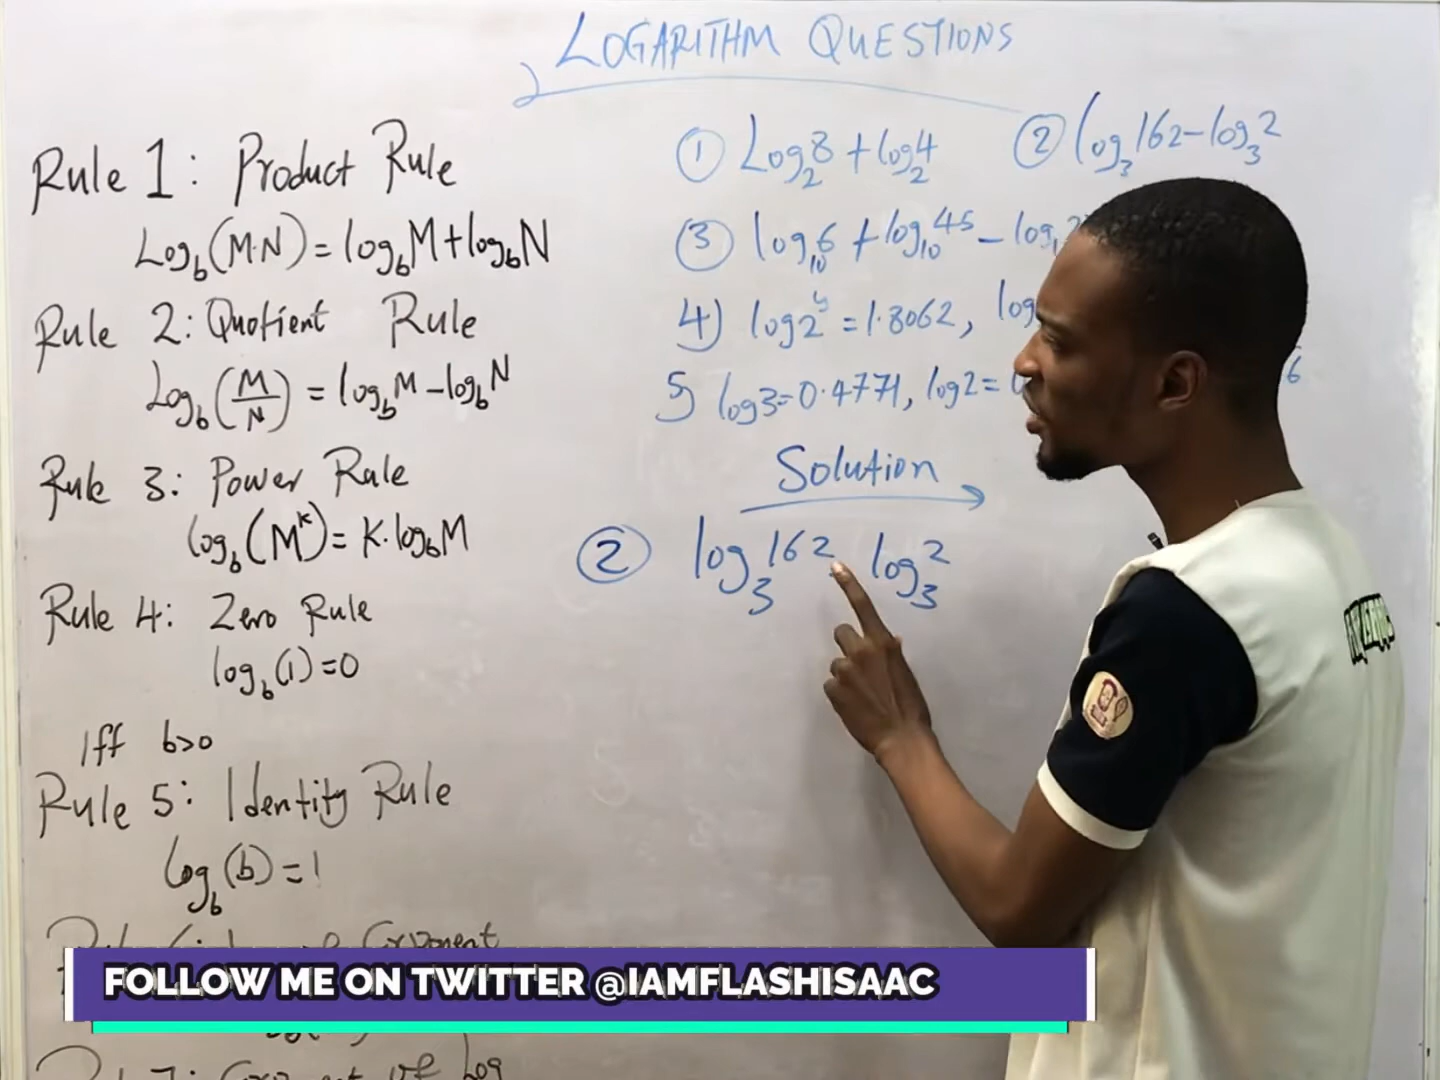 LOGARITHM QUESTIONS
Rule 1: Product Rule
Log_b(M·N) = log_b M + log_b N
Rule 2: Quotient Rule
Log_b(M/N) = log_b M - log_b N
Rule 3: Power Rule
log_b(M^k) = K·log_b M
Rule 4: Zero Rule
log_b(1) = 0
Iff b>0
Rule 5: Identity Rule
log_b(b) = 1
① Log_2 8 + log_2 4 ② log_3 162 - log_3 2
③ log_10 6 + log_10 45 - log
4) log 2 = 1.8062, log
5 log3 = 0.4771, log2 = 6
Solution
② log_3 162 log_3 2
FOLLOW ME ON TWITTER @IAMFLASHISAAC